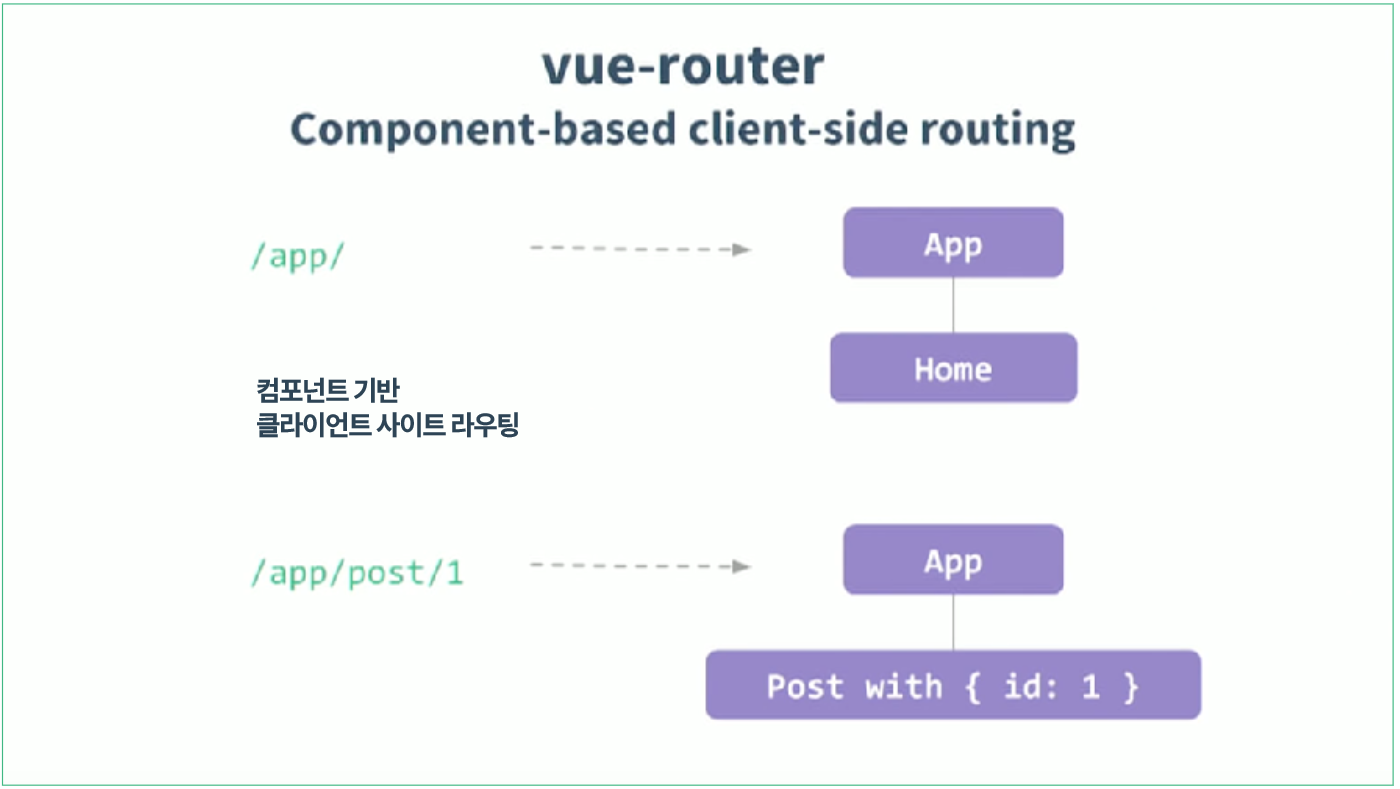 vue-router
Component-based client-side routing
/app/
App
Home
컴포넌트 기반
클라이언트 사이트 라우팅
/app/post/1
App
Post with { id: 1 }